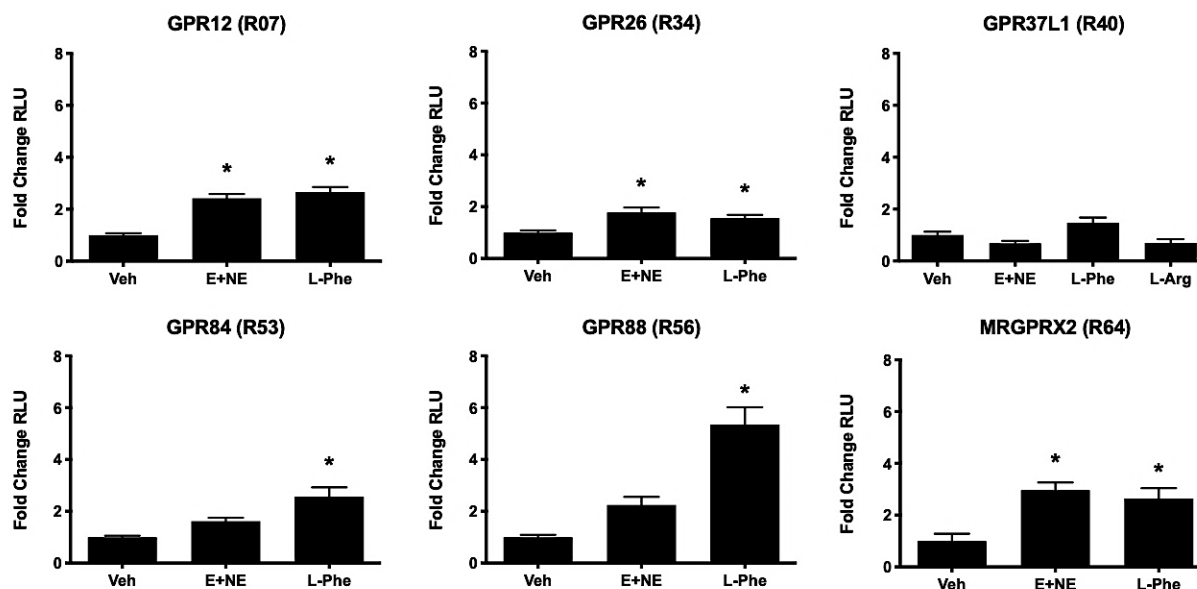 GPR12 (R07)
Fold Change RLU
8
6
4
2
0
*
*
Veh
E+NE
L-Phe
GPR26 (R34)
Fold Change RLU
8
6
4
2
0
*
*
Veh
E+NE
L-Phe
GPR37L1 (R40)
Fold Change RLU
8
6
4
2
0
Veh
E+NE
L-Phe
L-Arg
GPR84 (R53)
Fold Change RLU
8
6
4
2
0
*
Veh
E+NE
L-Phe
GPR88 (R56)
Fold Change RLU
8
6
4
2
0
*
Veh
E+NE
L-Phe
MRGPRX2 (R64)
Fold Change RLU
8
6
4
2
0
*
*
Veh
E+NE
L-Phe